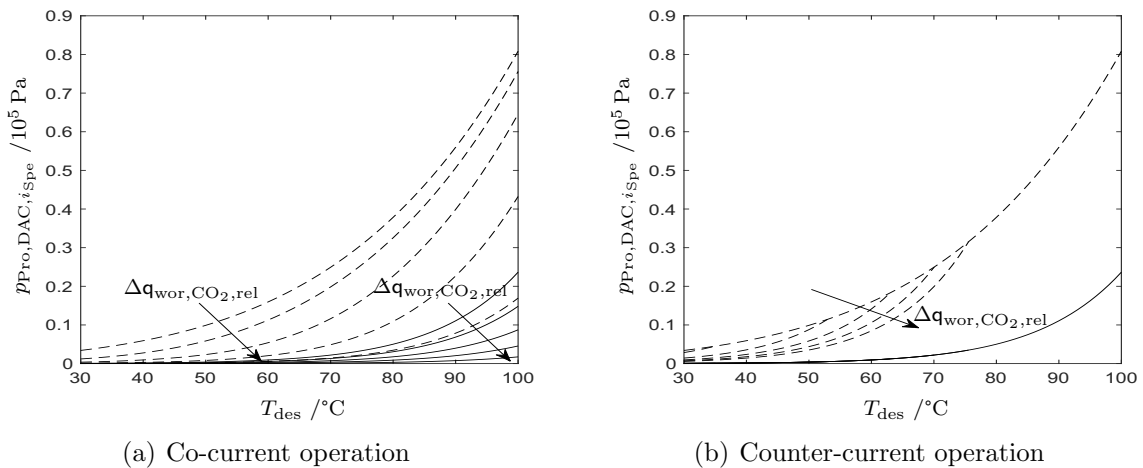 0.9
0.8
0.7
0.6
0.5
0.4
0.3
0.2
0.1
0
p_Pro,DAC,i_Spe /10^5 Pa
Δq_wor,CO₂,rel
Δq_wor,CO₂,rel
30 40 50 60 70 80 90 100
T_des /°C
(a) Co-current operation
0.9
0.8
0.7
0.6
0.5
0.4
0.3
0.2
0.1
0
p_Pro,DAC,i_Spe /10^5 Pa
Δq_wor,CO₂,rel
30 40 50 60 70 80 90 100
T_des /°C
(b) Counter-current operation